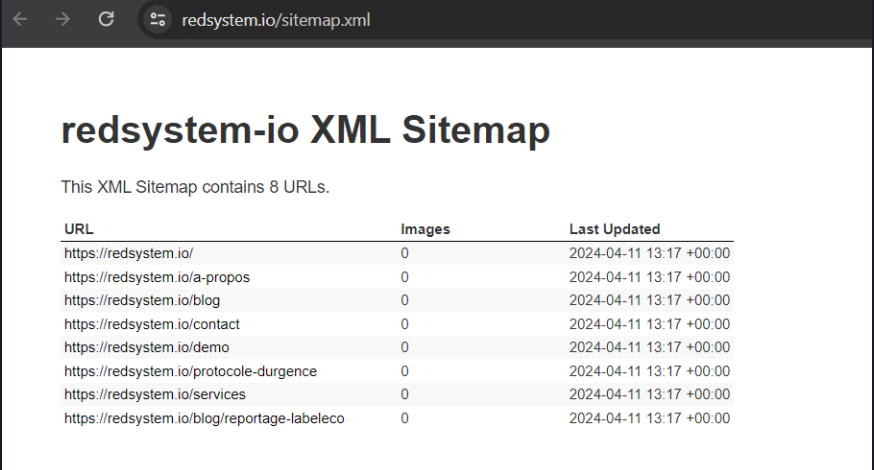 redsystem.io/sitemap.xml
redsystem-io XML Sitemap
This XML Sitemap contains 8 URLs.
URL Images Last Updated
https://redsystem.io/ 0 2024-04-11 13:17 +00:00
https://redsystem.io/a-propos 0 2024-04-11 13:17 +00:00
https://redsystem.io/blog 0 2024-04-11 13:17 +00:00
https://redsystem.io/contact 0 2024-04-11 13:17 +00:00
https://redsystem.io/demo 0 2024-04-11 13:17 +00:00
https://redsystem.io/protocole-durgence 0 2024-04-11 13:17 +00:00
https://redsystem.io/services 0 2024-04-11 13:17 +00:00
https://redsystem.io/blog/reportage-labeleco 0 2024-04-11 13:17 +00:00